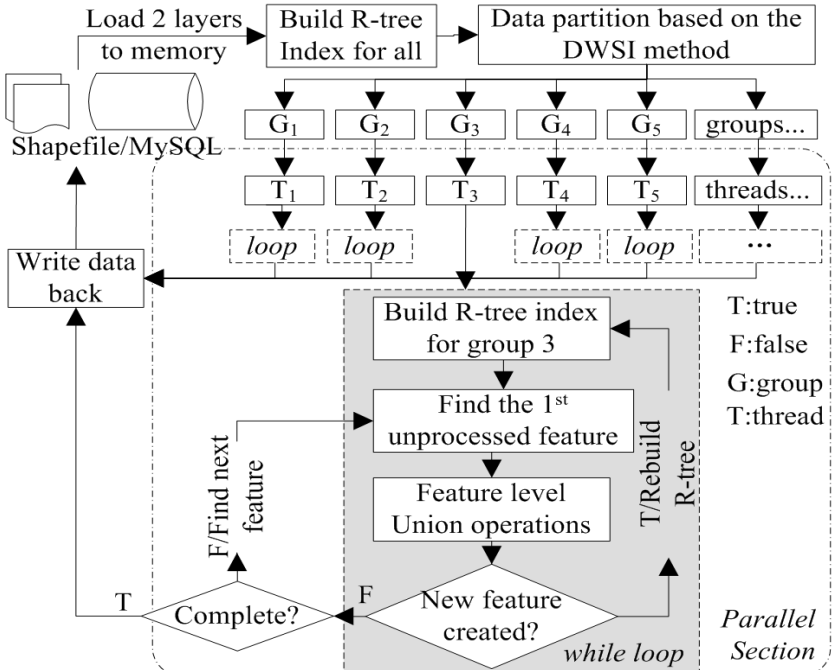 Load 2 layers
to memory
Build R-tree
Index for all
Data partition based on the
DWSI method
Shapefile/MySQL
G₁
G₂
G₃
G₄
G₅
groups...
T₁
T₂
T₃
T₄
T₅
threads...
loop
loop
loop
loop
...
Write data
back
Build R-tree index
for group 3
T:true
F:false
G:group
T:thread
Find the 1st
unprocessed feature
F/Find next
feature
T/Rebuild
R-tree
Feature level
Union operations
T
Complete?
F
New feature
created?
while loop
Parallel
Section